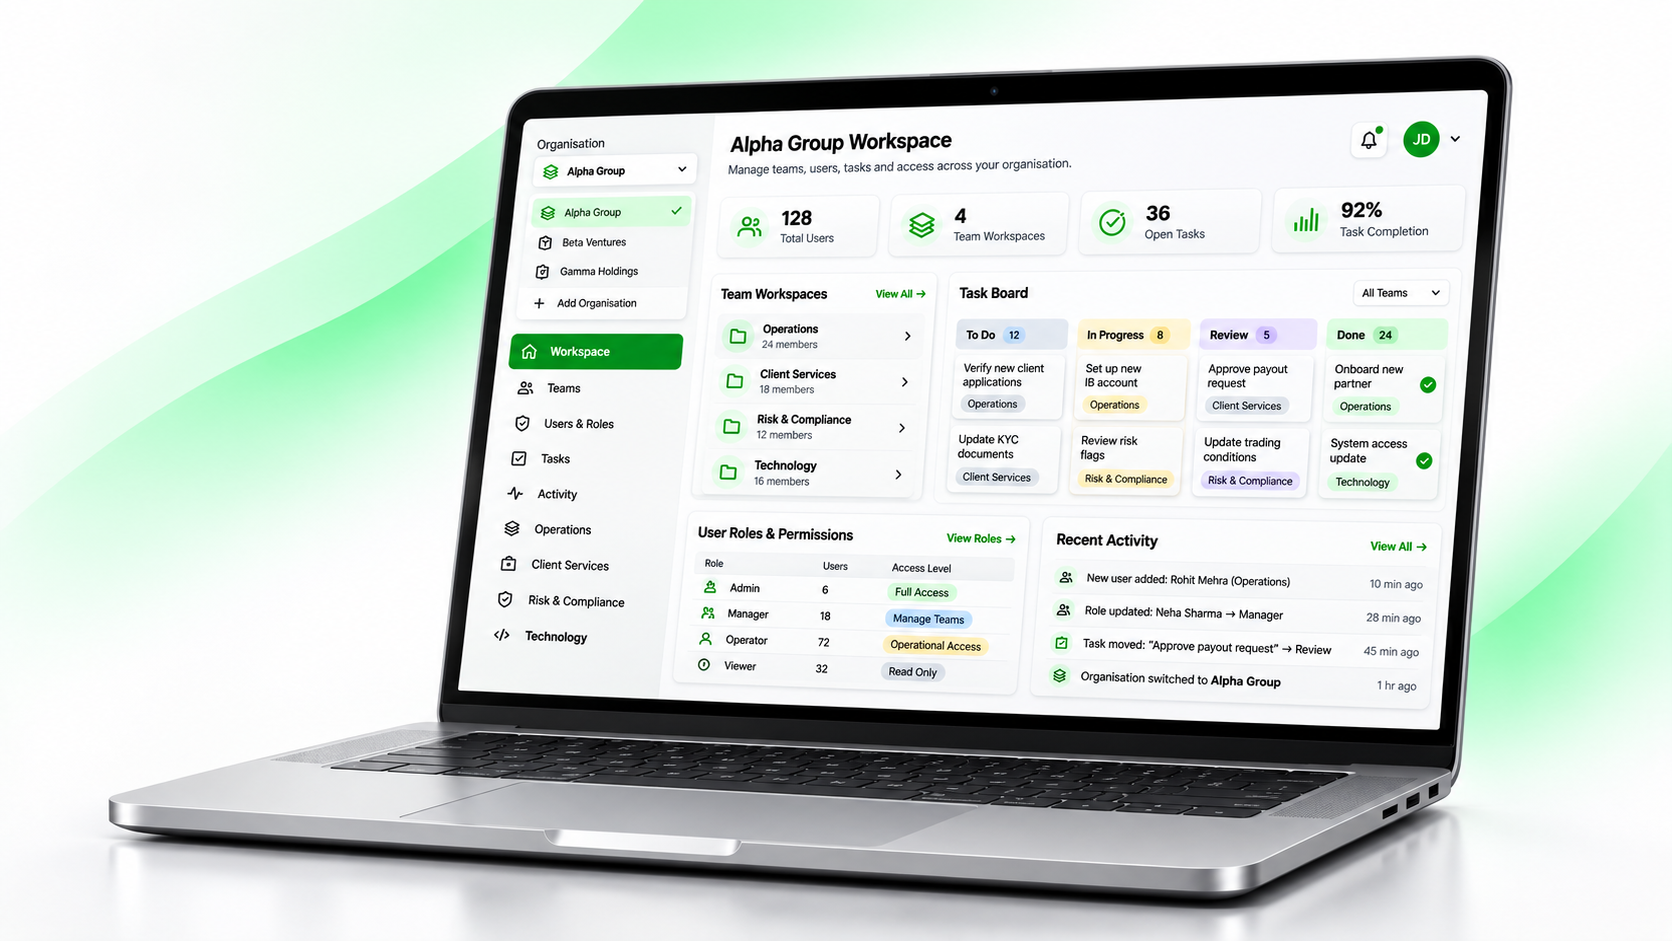 Organisation
Alpha Group
Alpha Group
Beta Ventures
Gamma Holdings
+ Add Organisation
Workspace
Teams
Users & Roles
Tasks
Activity
Operations
Client Services
Risk & Compliance
</> Technology
Alpha Group Workspace
Manage teams, users, tasks and access across your organisation.
JD
128
Total Users
4
Team Workspaces
36
Open Tasks
92%
Task Completion
Team Workspaces
View All →
Operations
24 members
Client Services
18 members
Risk & Compliance
12 members
Technology
16 members
Task Board
All Teams
To Do 12
Verify new client
applications
Operations
Update KYC
documents
Client Services
In Progress 8
Set up new
IB account
Operations
Review risk
flags
Risk & Compliance
Review 5
Approve payout
request
Client Services
Update trading
conditions
Risk & Compliance
Done 24
Onboard new
partner
Operations
System access
update
Technology
User Roles & Permissions
View Roles →
Role Users Access Level
Admin 6 Full Access
Manager 18 Manage Teams
Operator 72 Operational Access
Viewer 32 Read Only
Recent Activity
View All →
New user added: Rohit Mehra (Operations) 10 min ago
Role updated: Neha Sharma → Manager 28 min ago
Task moved: “Approve payout request” → Review 45 min ago
Organisation switched to Alpha Group 1 hr ago